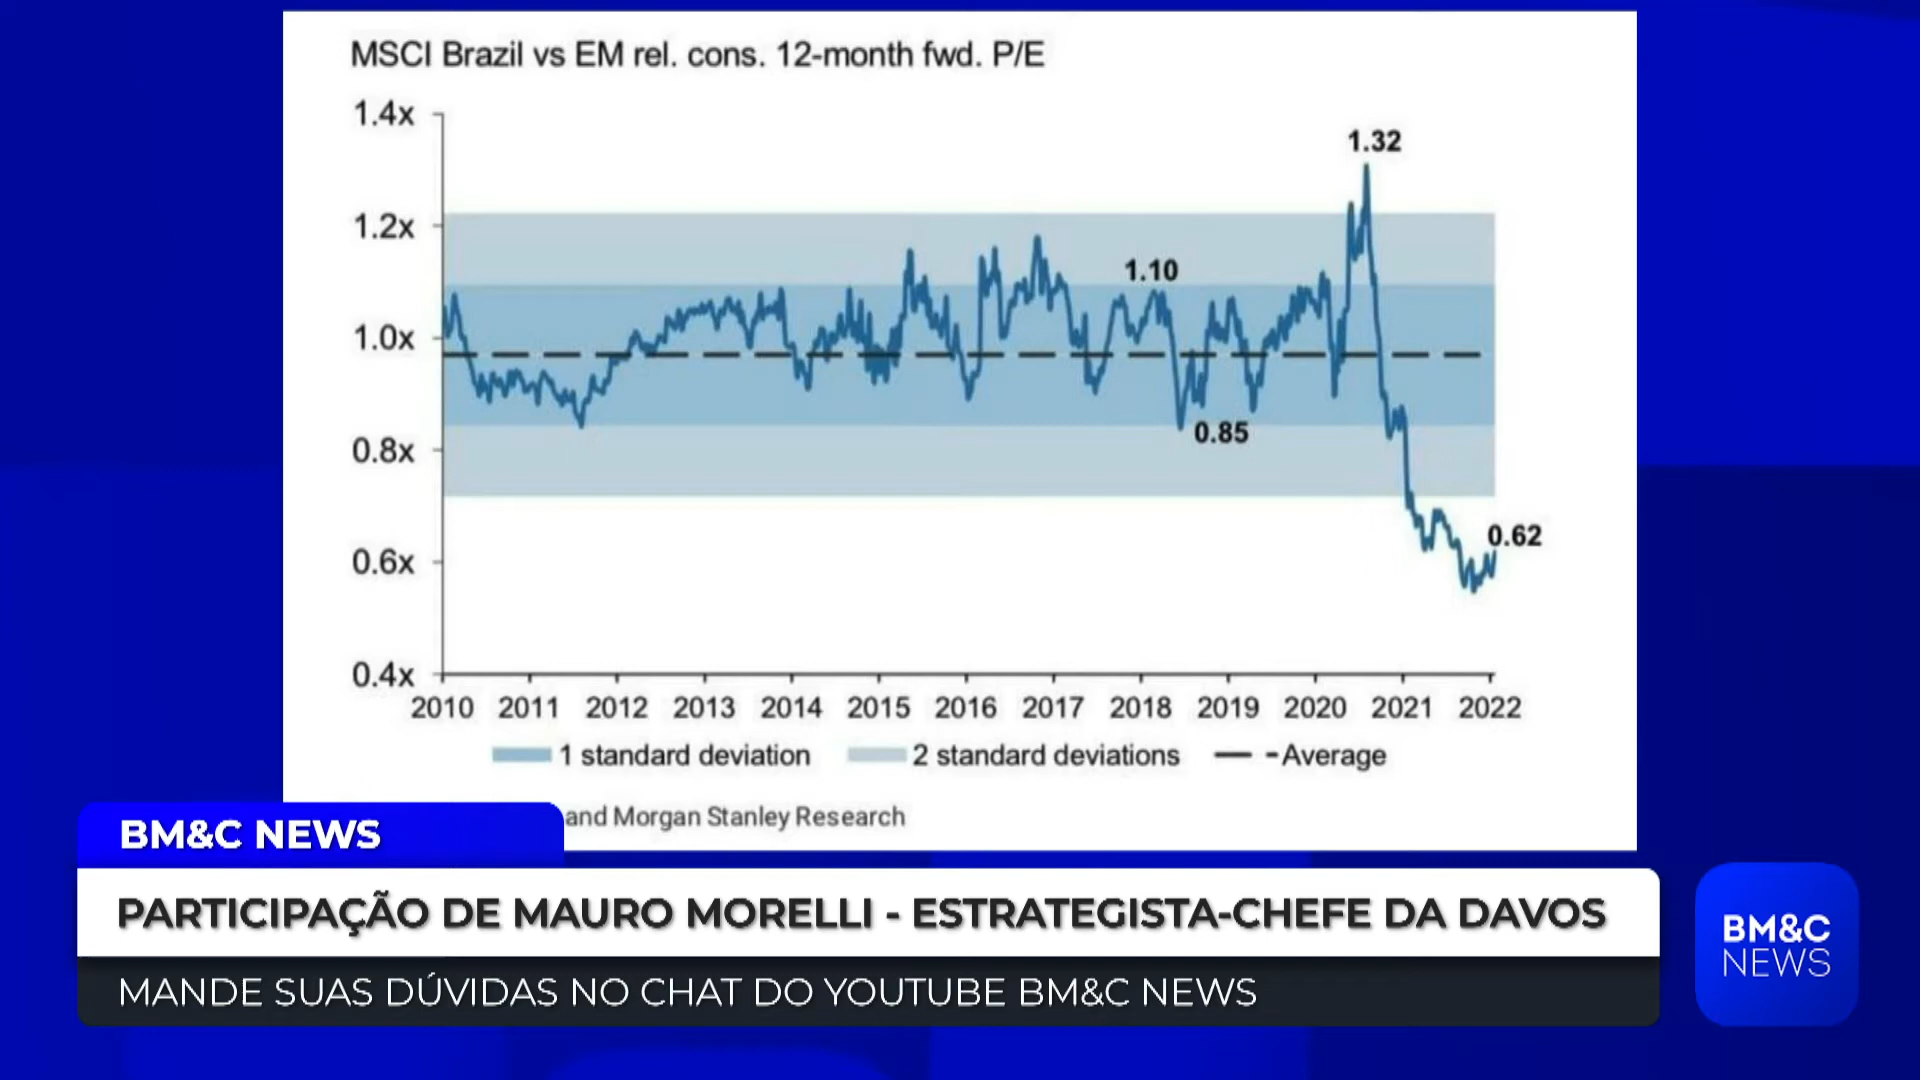 MSCI Brazil vs EM rel. cons. 12-month fwd. P/E
1.4x
1.2x
1.0x
0.8x
0.6x
0.4x
1.32
1.10
0.85
0.62
2010 2011 2012 2013 2014 2015 2016 2017 2018 2019 2020 2021 2022
1 standard deviation 2 standard deviations Average
and Morgan Stanley Research
BM&C NEWS
PARTICIPAÇÃO DE MAURO MORELLI - ESTRATEGISTA-CHEFE DA DAVOS
MANDE SUAS DÚVIDAS NO CHAT DO YOUTUBE BM&C NEWS
BM&C
NEWS